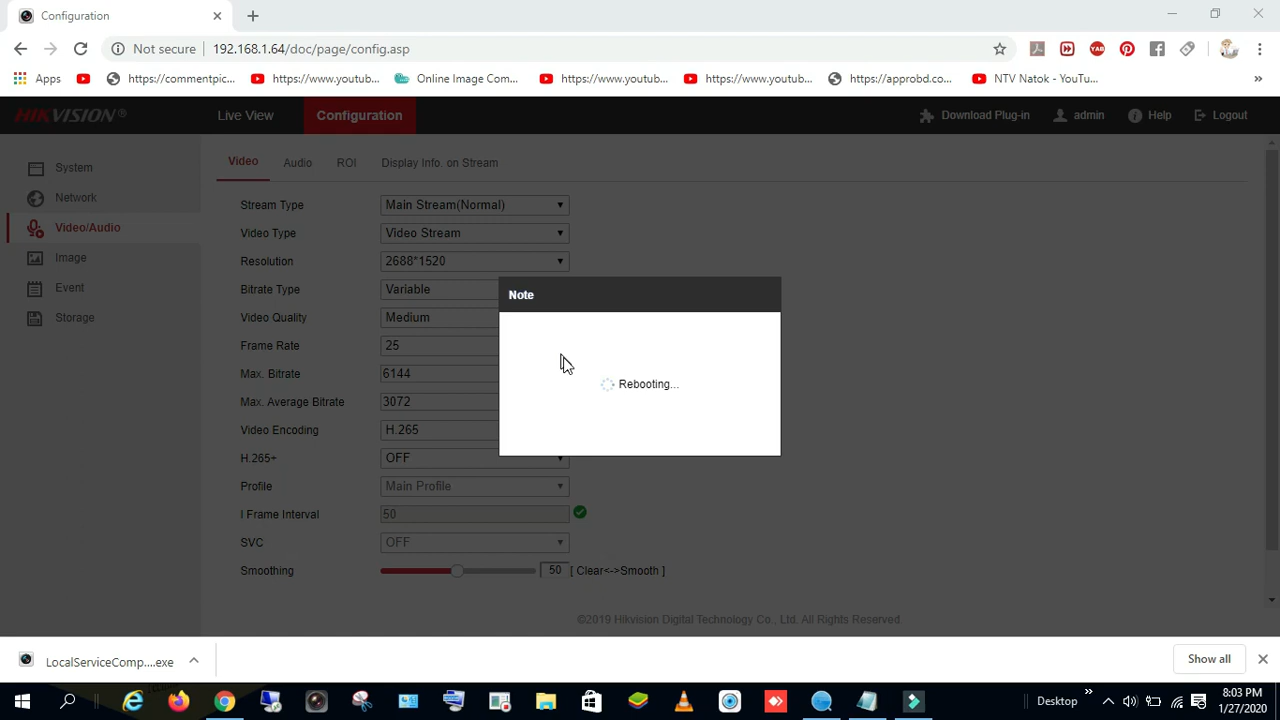 Configuration
Not secure 192.168.1.64/doc/page/config.asp
YAB
Apps https://commentpic... https://www.youtub... Online Image Com... https://www.youtub... https://www.youtub... https://approbd.co... NTV Natok - YouTu... »
HIKVISION® Live View Configuration Download Plug-in admin Help Logout
System
Network
Video/Audio
Image
Event
Storage
Video Audio ROI Display Info. on Stream
Stream Type Main Stream(Normal)
Video Type Video Stream
Resolution 2688*1520
Bitrate Type Variable
Video Quality Medium
Frame Rate 25
Max. Bitrate 6144
Max. Average Bitrate 3072
Video Encoding H.265
H.265+ OFF
Profile Main Profile
I Frame Interval 50
SVC OFF
Smoothing 50 [ Clear<->Smooth ]
Note
Rebooting...
©2019 Hikvision Digital Technology Co., Ltd. All Rights Reserved.
LocalServiceComp....exe Show all
Desktop »
8:03 PM
1/27/2020